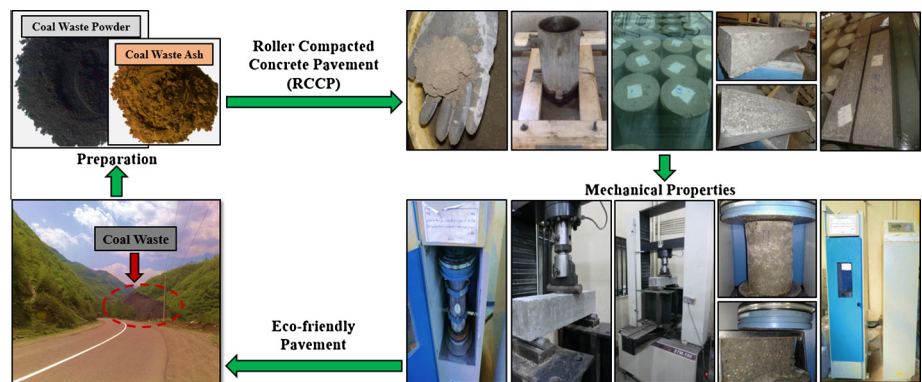 Coal Waste Powder
Coal Waste Ash
Roller Compacted
Concrete Pavement
(RCCP)
Preparation
Mechanical Properties
Coal Waste
Eco-friendly
Pavement